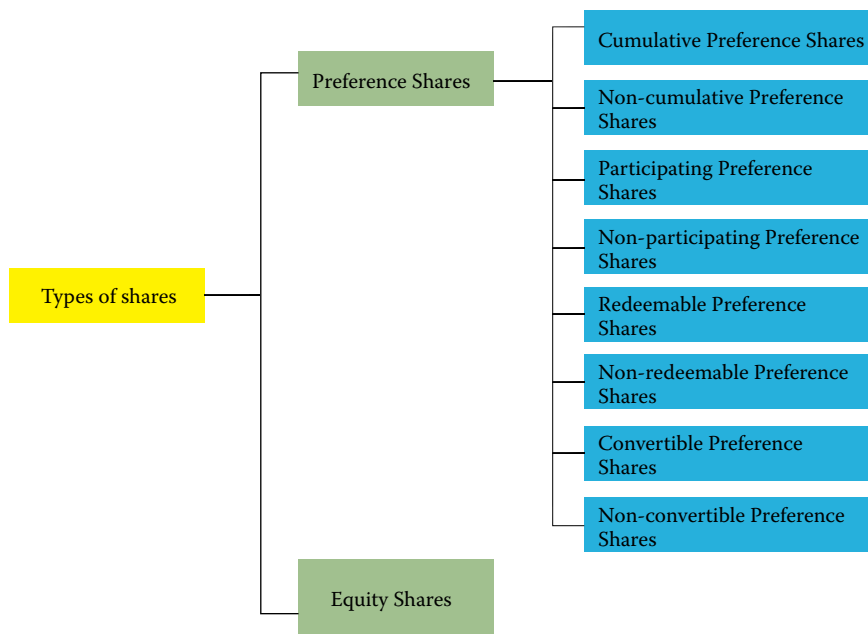 Types of shares
Preference Shares
Cumulative Preference Shares
Non-cumulative Preference
Shares
Participating Preference
Shares
Non-participating Preference
Shares
Redeemable Preference
Shares
Non-redeemable Preference
Shares
Convertible Preference
Shares
Non-convertible Preference
Shares
Equity Shares